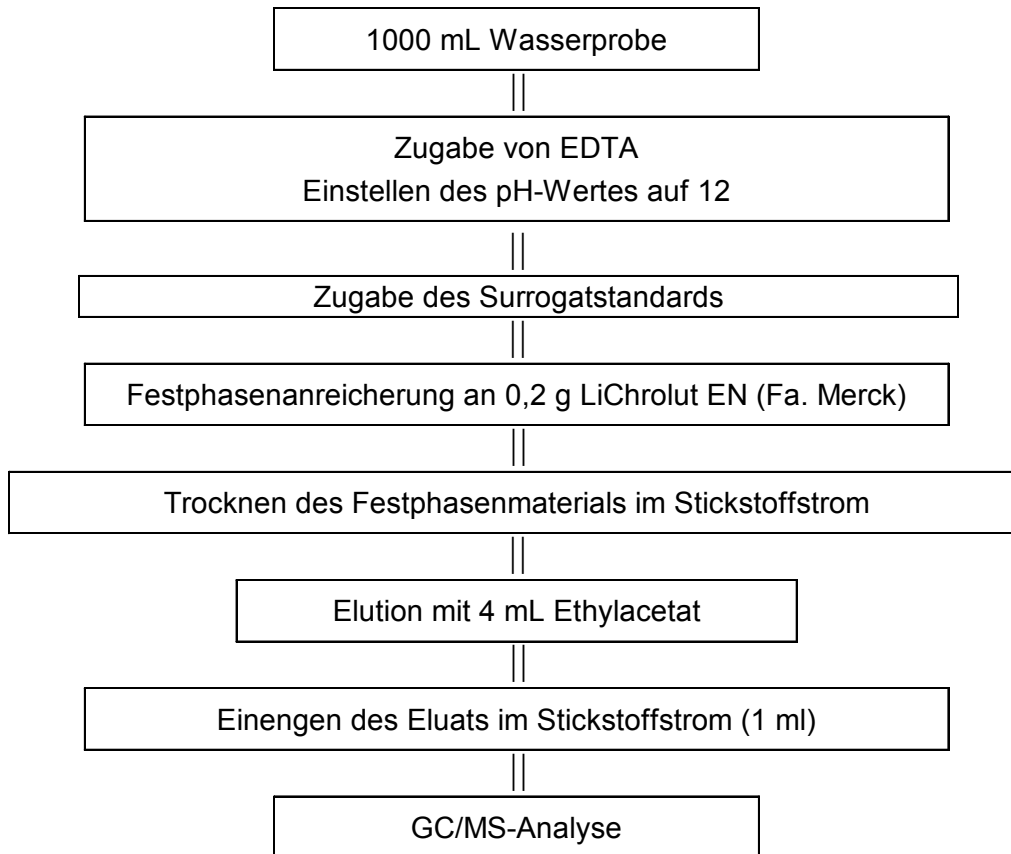 1000 mL Wasserprobe
Zugabe von EDTA
Einstellen des pH-Wertes auf 12
Zugabe des Surrogatstandards
Festphasenanreicherung an 0,2 g LiChrolut EN (Fa. Merck)
Trocknen des Festphasenmaterials im Stickstoffstrom
Elution mit 4 mL Ethylacetat
Einengen des Eluats im Stickstoffstrom (1 ml)
GC/MS-Analyse